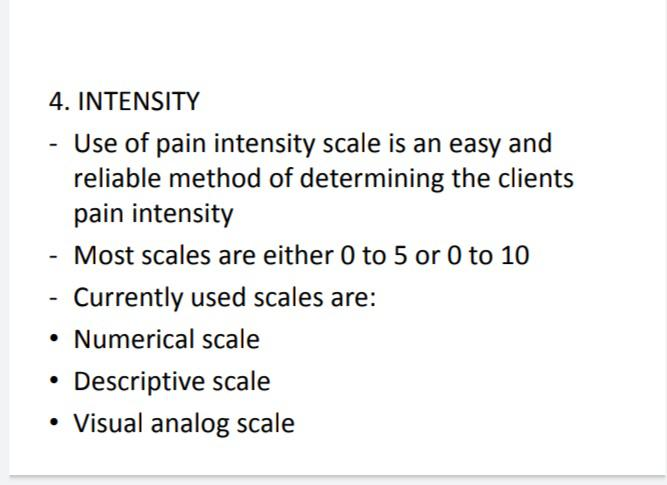 4. INTENSITY
- Use of pain intensity scale is an easy and
reliable method of determining the clients
pain intensity
- Most scales are either 0 to 5 or 0 to 10
- Currently used scales are:
• Numerical scale
• Descriptive scale
• Visual analog scale